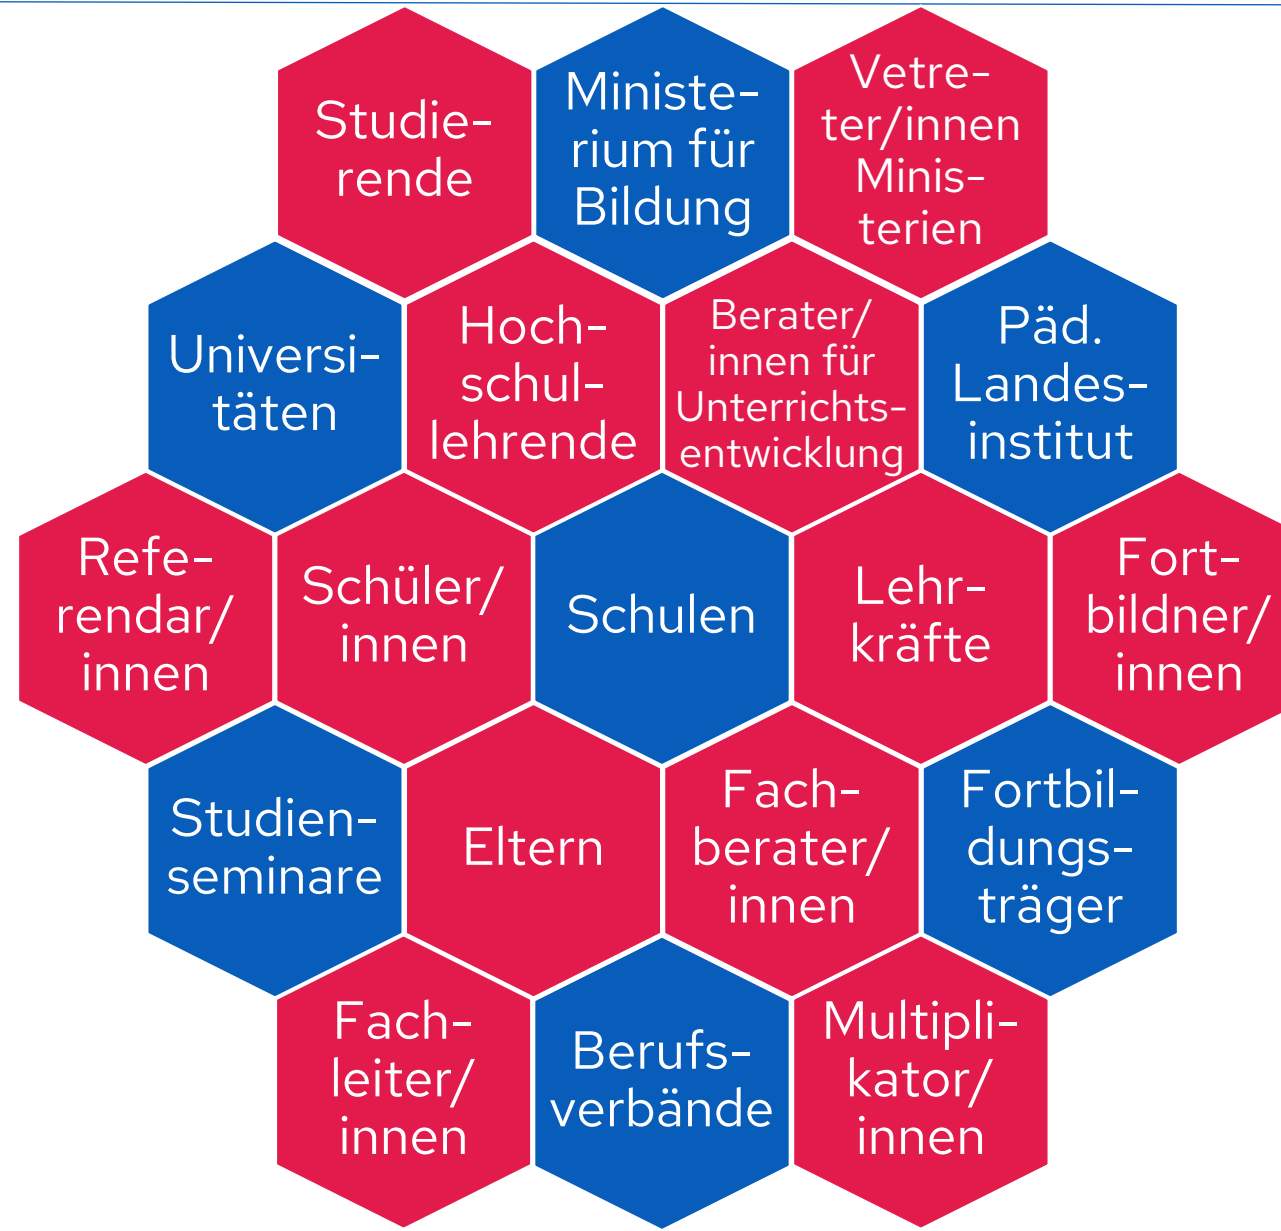 Studie-
rende
Ministe-
rium für
Bildung
Vetre-
ter/innen
Minis-
terien
Universi-
täten
Hoch-
schul-
lehrende
Berater/
innen für
Unterrichts-
entwicklung
Päd.
Landes-
institut
Refe-
rendar/
innen
Schüler/
innen
Schulen
Lehr-
kräfte
Fort-
bildner/
innen
Studien-
seminare
Eltern
Fach-
berater/
innen
Fortbil-
dungs-
träger
Fach-
leiter/
innen
Berufs-
verbände
Multipli-
kator/
innen